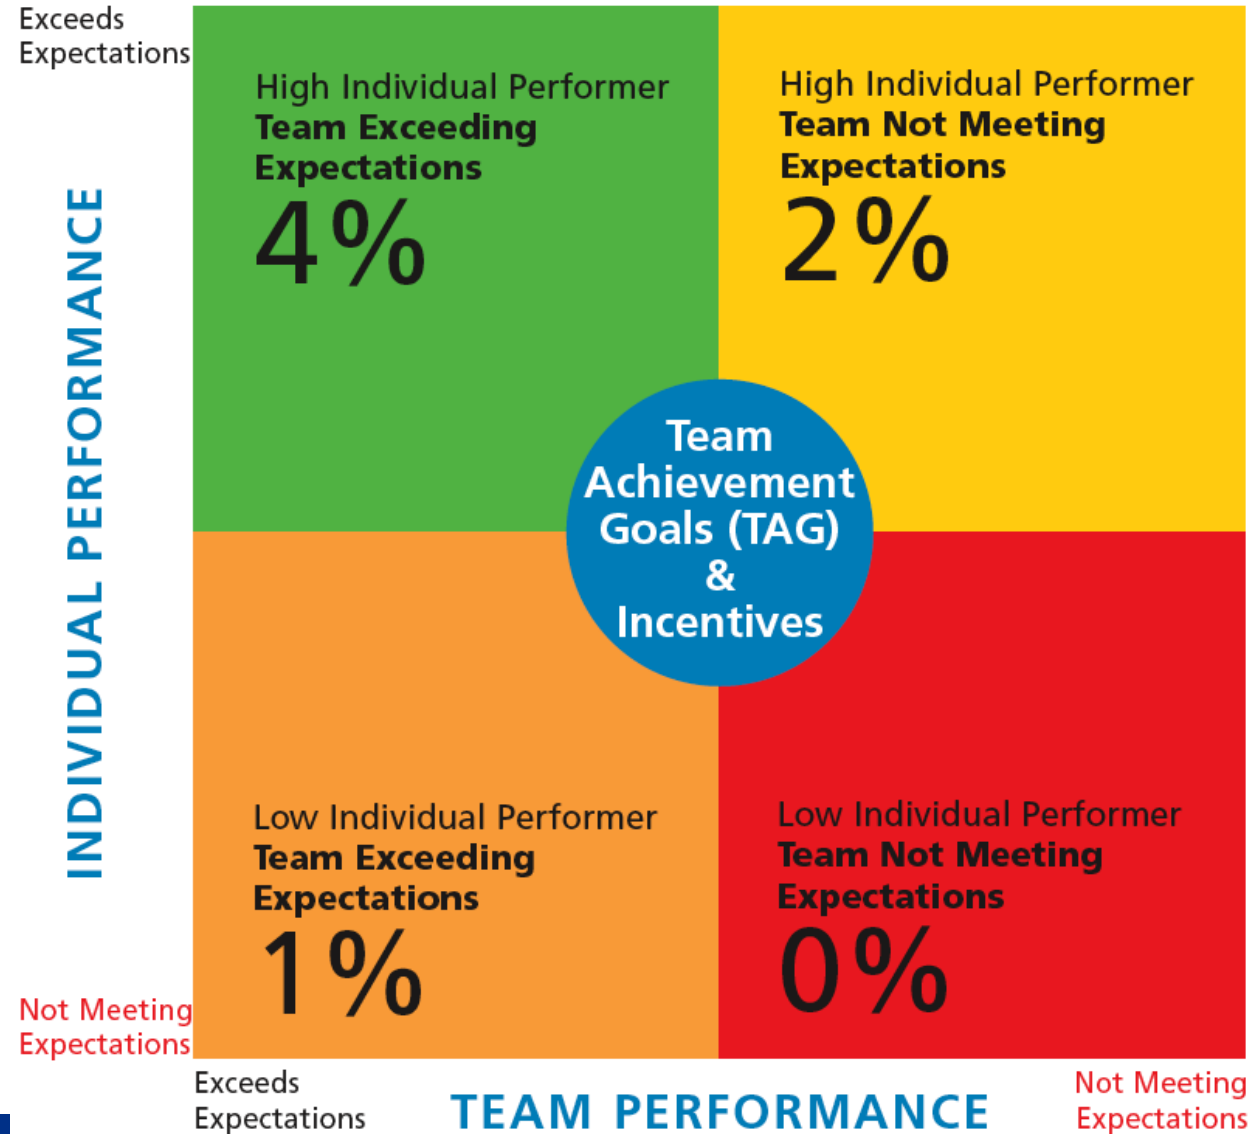 Exceeds
Expectations
High Individual Performer
Team Exceeding
Expectations
4%
High Individual Performer
Team Not Meeting
Expectations
2%
INDIVIDUAL PERFORMANCE
Team
Achievement
Goals (TAG)
&
Incentives
Low Individual Performer
Team Exceeding
Expectations
1%
Low Individual Performer
Team Not Meeting
Expectations
0%
Not Meeting
Expectations
Exceeds
Expectations
TEAM PERFORMANCE
Not Meeting
Expectations